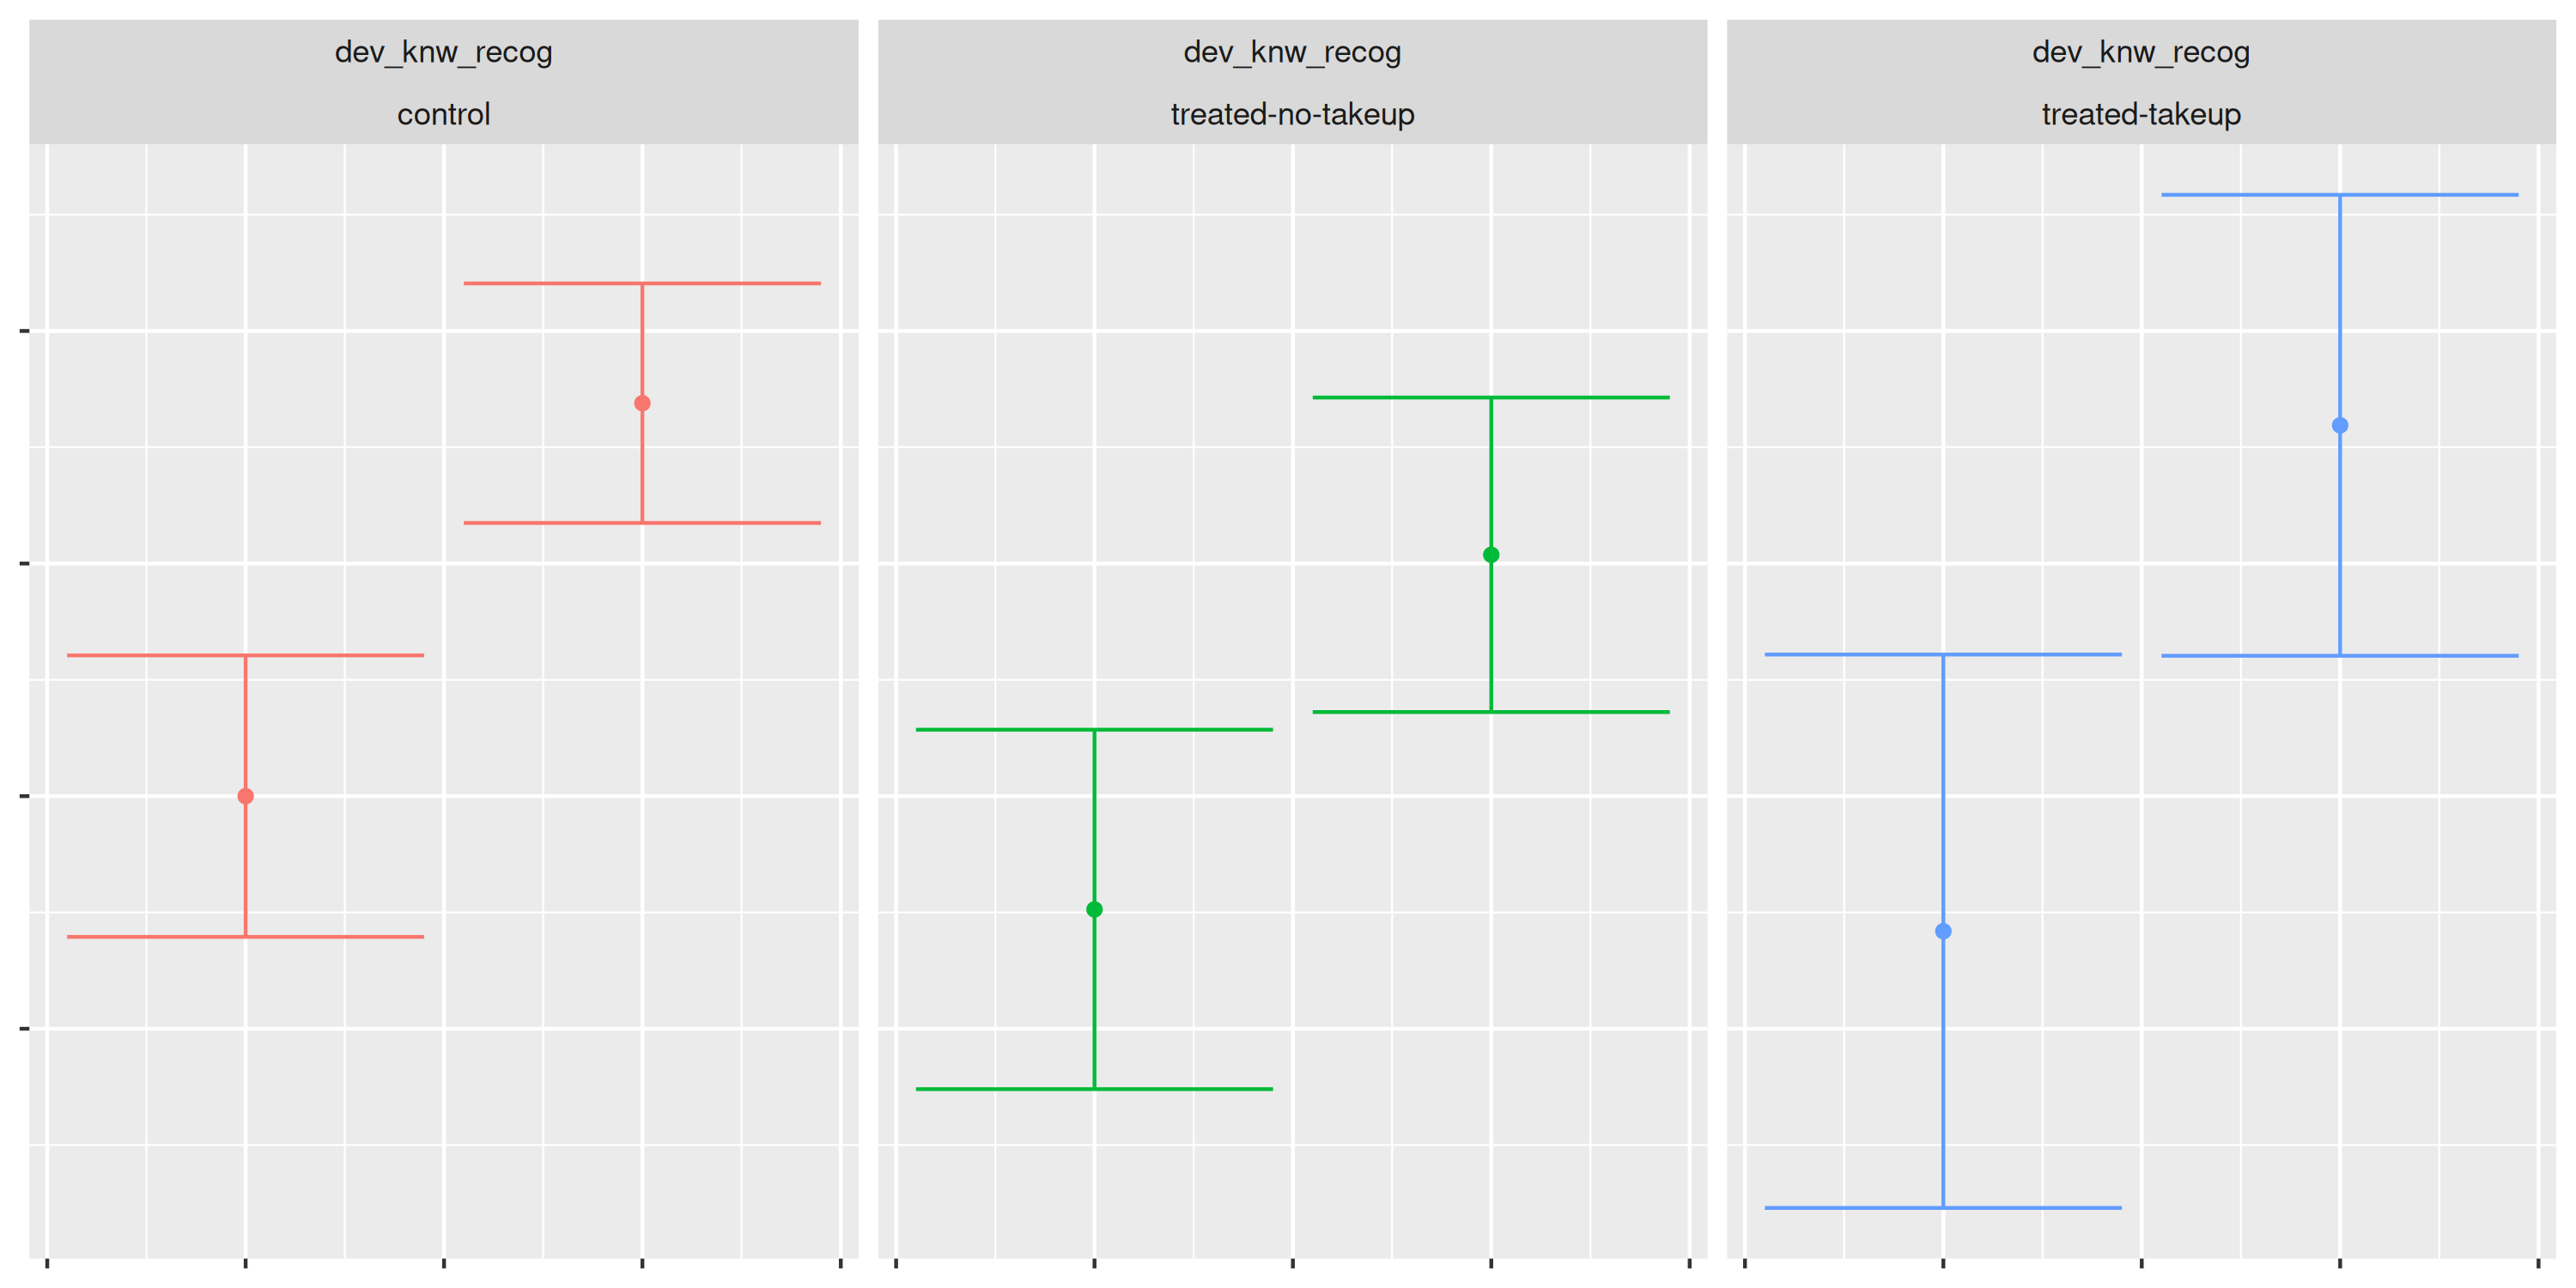 dev_knw_recog
control
dev_knw_recog
treated-no-takeup
dev_knw_recog
treated-takeup